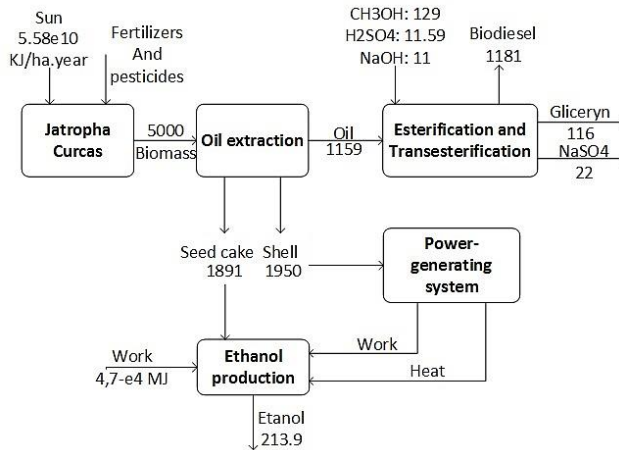 Sun
5.58e10
KJ/ha.year
Fertilizers
And
pesticides
CH3OH: 129
H2SO4: 11.59
NaOH: 11
Biodiesel
1181
Jatropha
Curcas
5000
Biomass
Oil extraction
Oil
1159
Esterification and
Transesterification
Gliceryn
116
NaSO4
22
Seed cake
1891
Shell
1950
Power-
generating
system
Work
4,7-e4 MJ
Ethanol
production
Work
Heat
Etanol
213.9